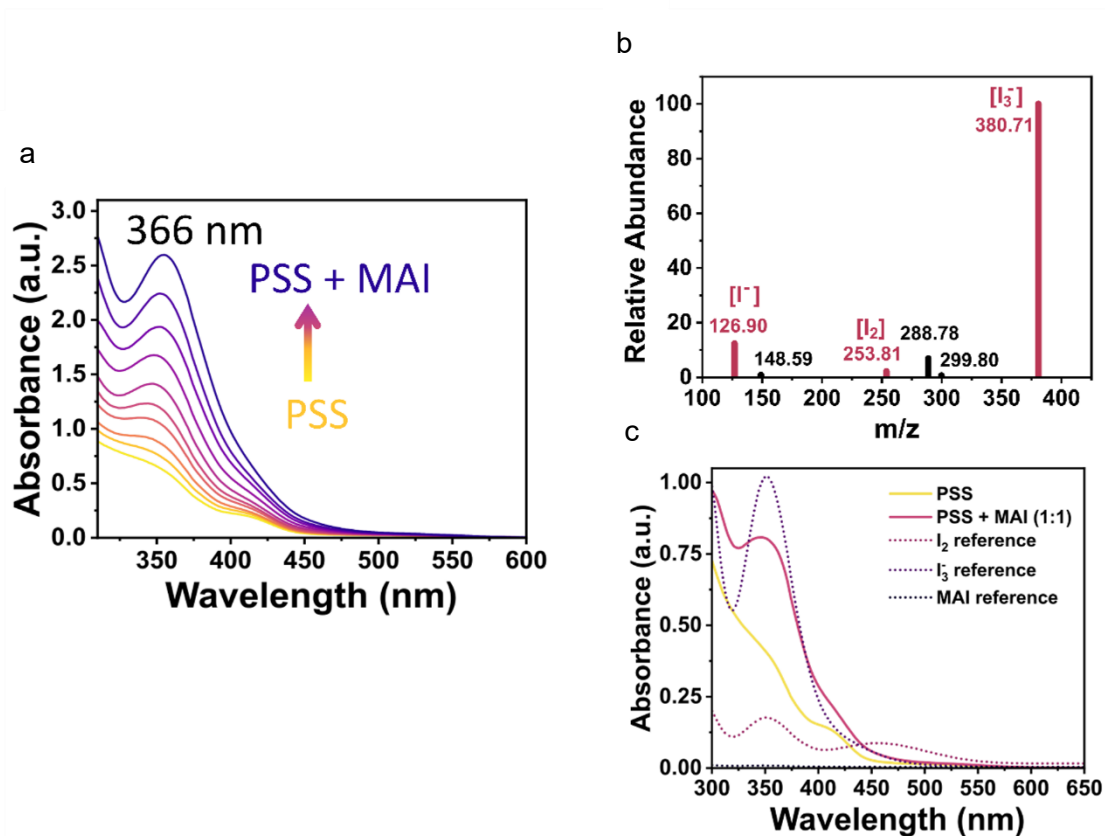 a
3.0
2.5
2.0
1.5
1.0
0.5
0.0
Absorbance (a.u.)
366 nm
PSS + MAI
PSS
350 400 450 500 550 600
Wavelength (nm)
b
100
80
60
40
20
0
Relative Abundance
[I₃⁻]
380.71
[I⁻]
126.90
148.59
[I₂]
253.81
288.78
299.80
100 150 200 250 300 350 400
m/z
c
1.00
0.75
0.50
0.25
0.00
Absorbance (a.u.)
PSS
PSS + MAI (1:1)
I₂ reference
I₃⁻ reference
MAI reference
300 350 400 450 500 550 600 650
Wavelength (nm)